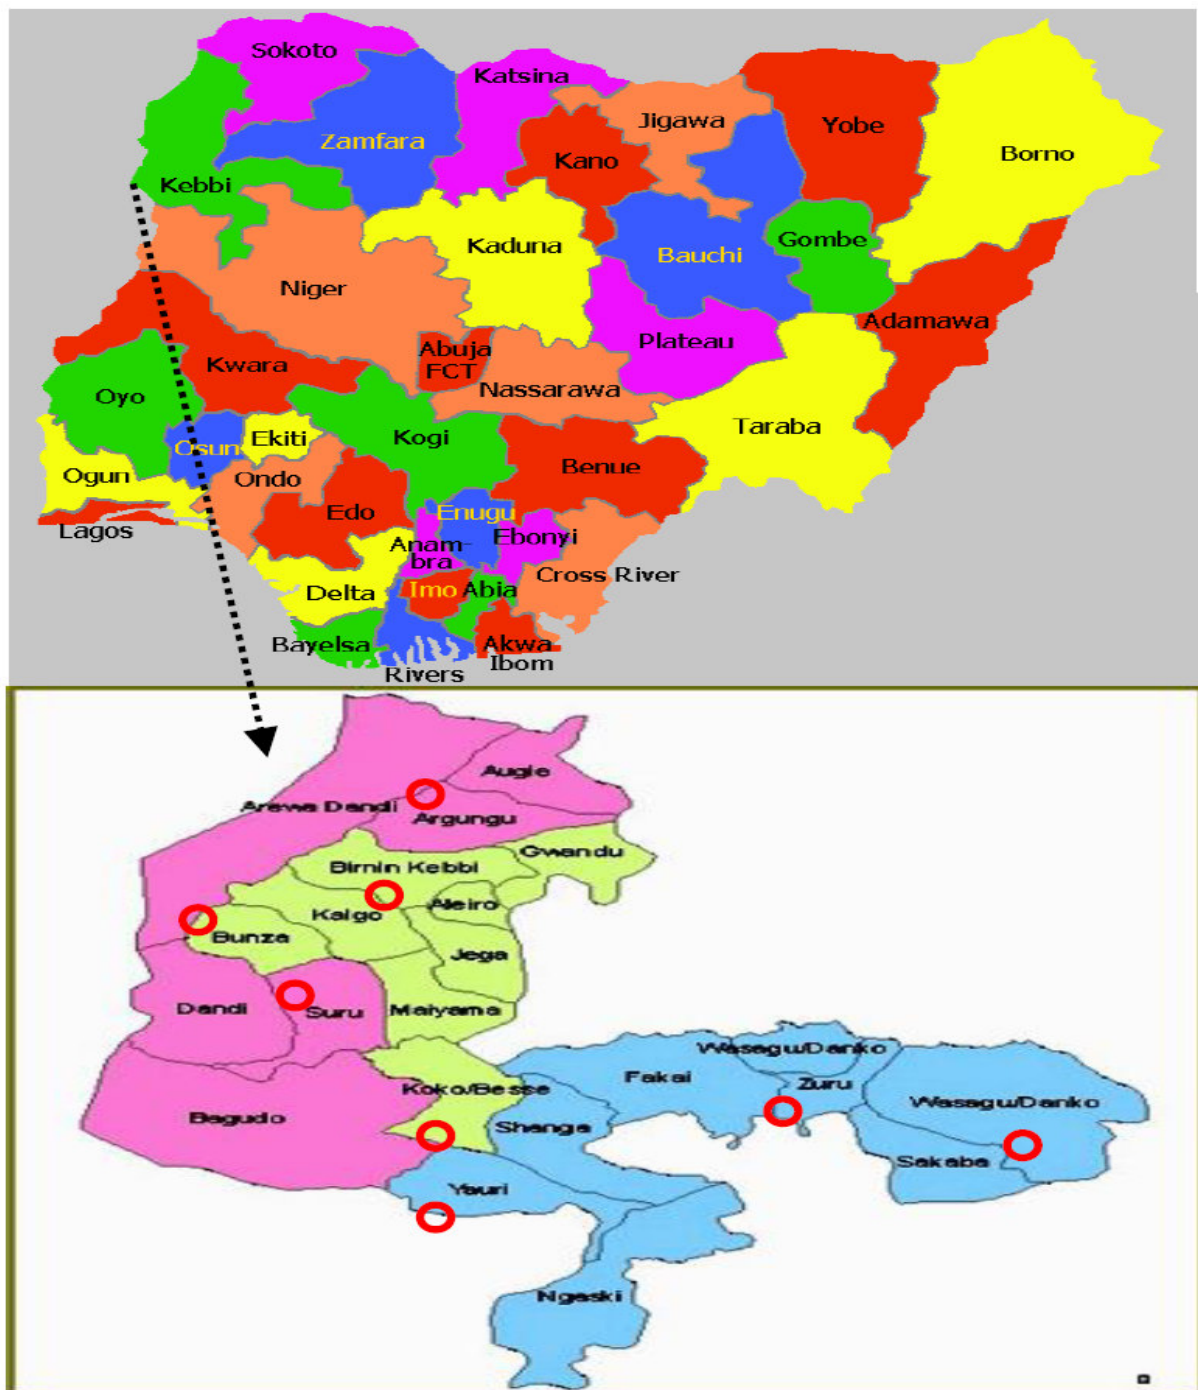 Sokoto
Katsina
Zamfara
Jigawa
Yobe
Kano
Borno
Kebbi
Kaduna
Gombe
Bauchi
Niger
Adamawa
Plateau
Abuja
FCT
Kwara
Nassarawa
Oyo
Taraba
Osun
Ekiti
Kogi
Benue
Ogun
Ondo
Edo
Enugu
Lagos
Anam-
bra
Ebonyi
Cross River
Delta
Imo
Abia
Bayelsa
Akwa
Ibom
Rivers
Augie
Arewa Dandi
Argungu
Gwandu
Birnin Kebbi
Aleiro
Kalgo
Bunza
Jega
Dandi
Suru
Maiyama
Wasagu/Danko
Fakai
Zuru
Koko/Besse
Wasagu/Danko
Bagudo
Shanga
Sakaba
Yauri
Ngaski